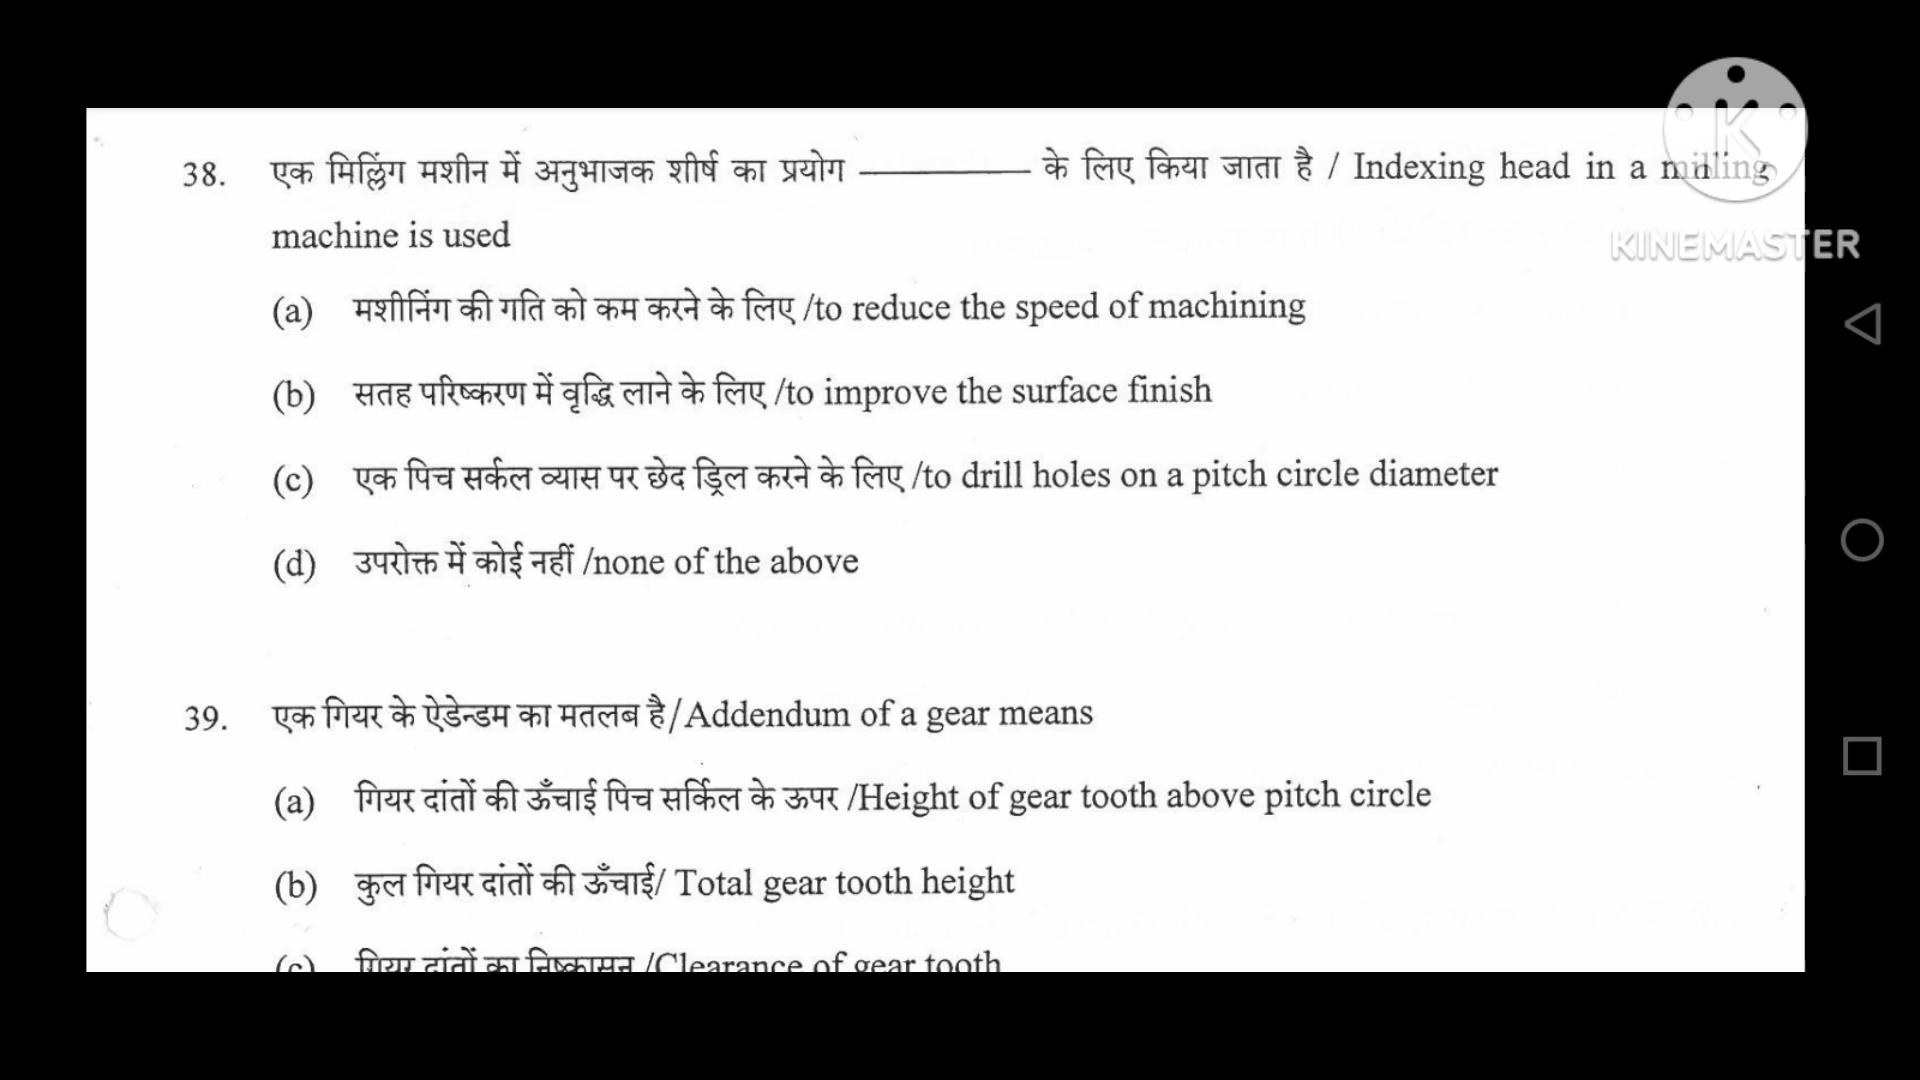 38. एक मिल्लिंग मशीन में अनुभाजक शीर्ष का प्रयोग ————— के लिए किया जाता है / Indexing head in a milling
machine is used
(a) मशीनिंग की गति को कम करने के लिए /to reduce the speed of machining
(b) सतह परिष्करण में वृद्धि लाने के लिए /to improve the surface finish
(c) एक पिच सर्कल व्यास पर छेद ड्रिल करने के लिए /to drill holes on a pitch circle diameter
(d) उपरोक्त में कोई नहीं /none of the above
39. एक गियर के ऐडेन्डम का मतलब है/Addendum of a gear means
(a) गियर दांतों की ऊँचाई पिच सर्किल के ऊपर /Height of gear tooth above pitch circle
(b) कुल गियर दांतों की ऊँचाई/ Total gear tooth height
(c) गियर दांतों का निष्कासन /Clearance of gear tooth
K
KINEMASTER